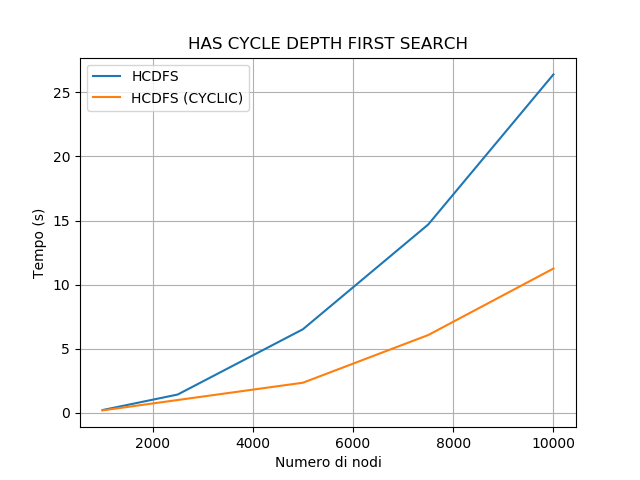 HAS CYCLE DEPTH FIRST SEARCH
HCDFS
HCDFS (CYCLIC)
25
20
15
10
5
0
Tempo (s)
2000 4000 6000 8000 10000
Numero di nodi